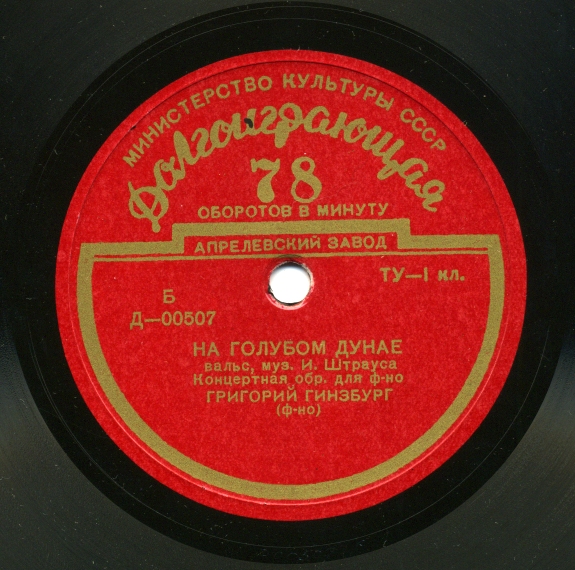 МИНИСТЕРСТВО КУЛЬТУРЫ СССР
Долгоиграющая
78
ОБОРОТОВ В МИНУТУ
АПРЕЛЕВСКИЙ ЗАВОД
ТУ—I кл.
Б
Д—00507
НА ГОЛУБОМ ДУНАЕ
вальс, муз. И. Штрауса
Концертная обр. для ф-но
ГРИГОРИЙ ГИНЗБУРГ
(ф-но)